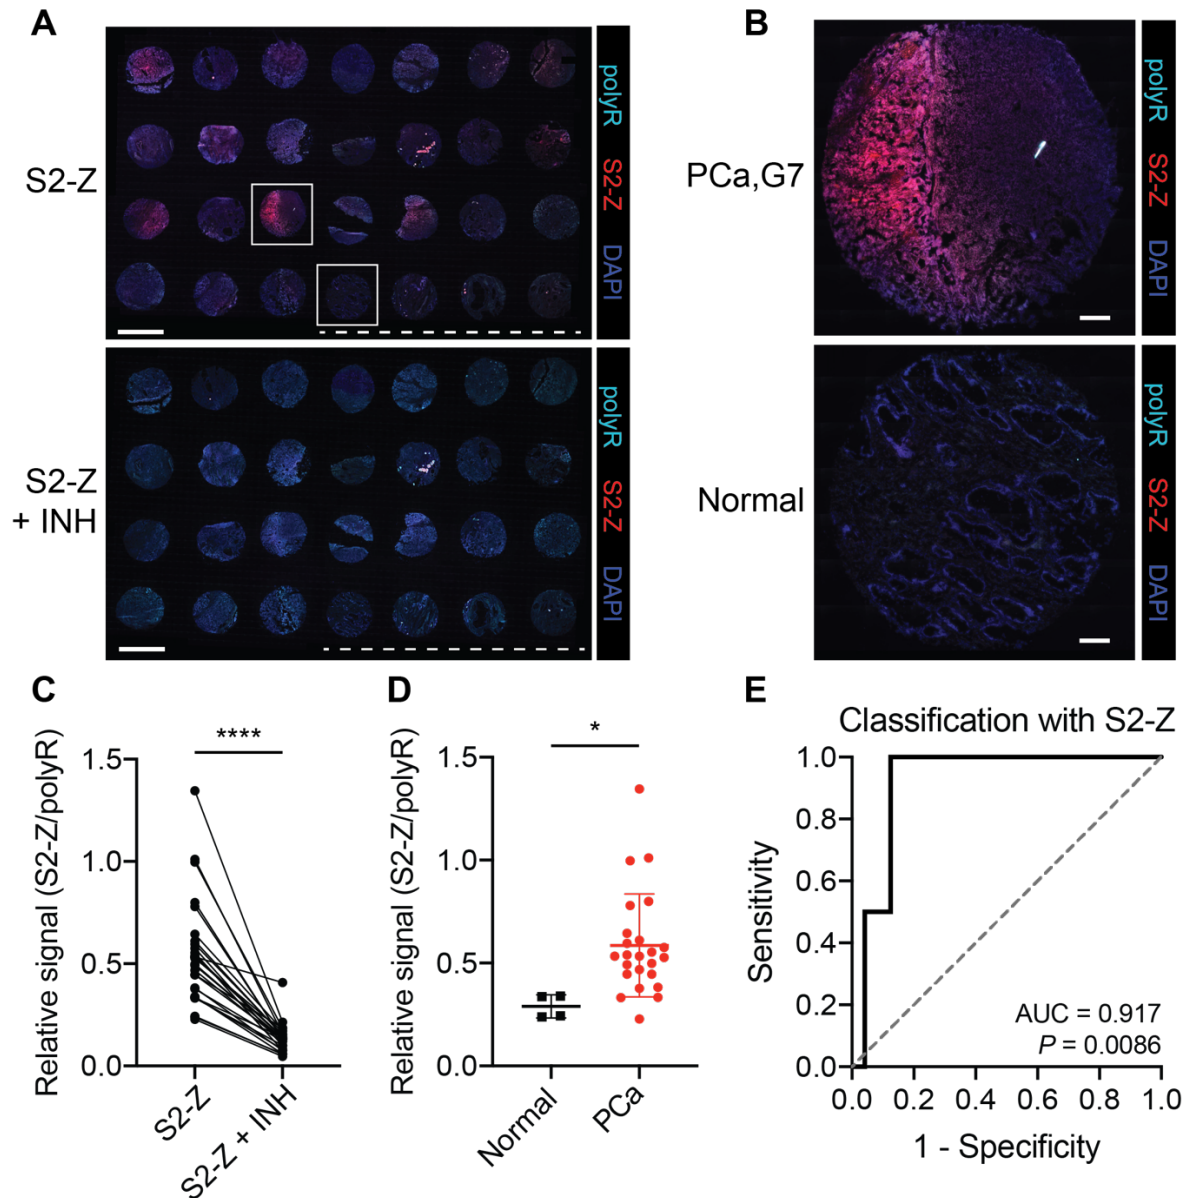 A
S2-Z
polyR S2-Z DAPI
S2-Z
+ INH
polyR S2-Z DAPI
B
PCa,G7
polyR S2-Z DAPI
Normal
polyR S2-Z DAPI
C
Relative signal (S2-Z/polyR)
1.5
1.0
0.5
0.0
****
S2-Z
S2-Z + INH
D
Relative signal (S2-Z/polyR)
1.5
1.0
0.5
0.0
*
Normal
PCa
E
Classification with S2-Z
Sensitivity
1.0
0.8
0.6
0.4
0.2
0.0
AUC = 0.917
P = 0.0086
0.0 0.2 0.4 0.6 0.8 1.0
1 - Specificity